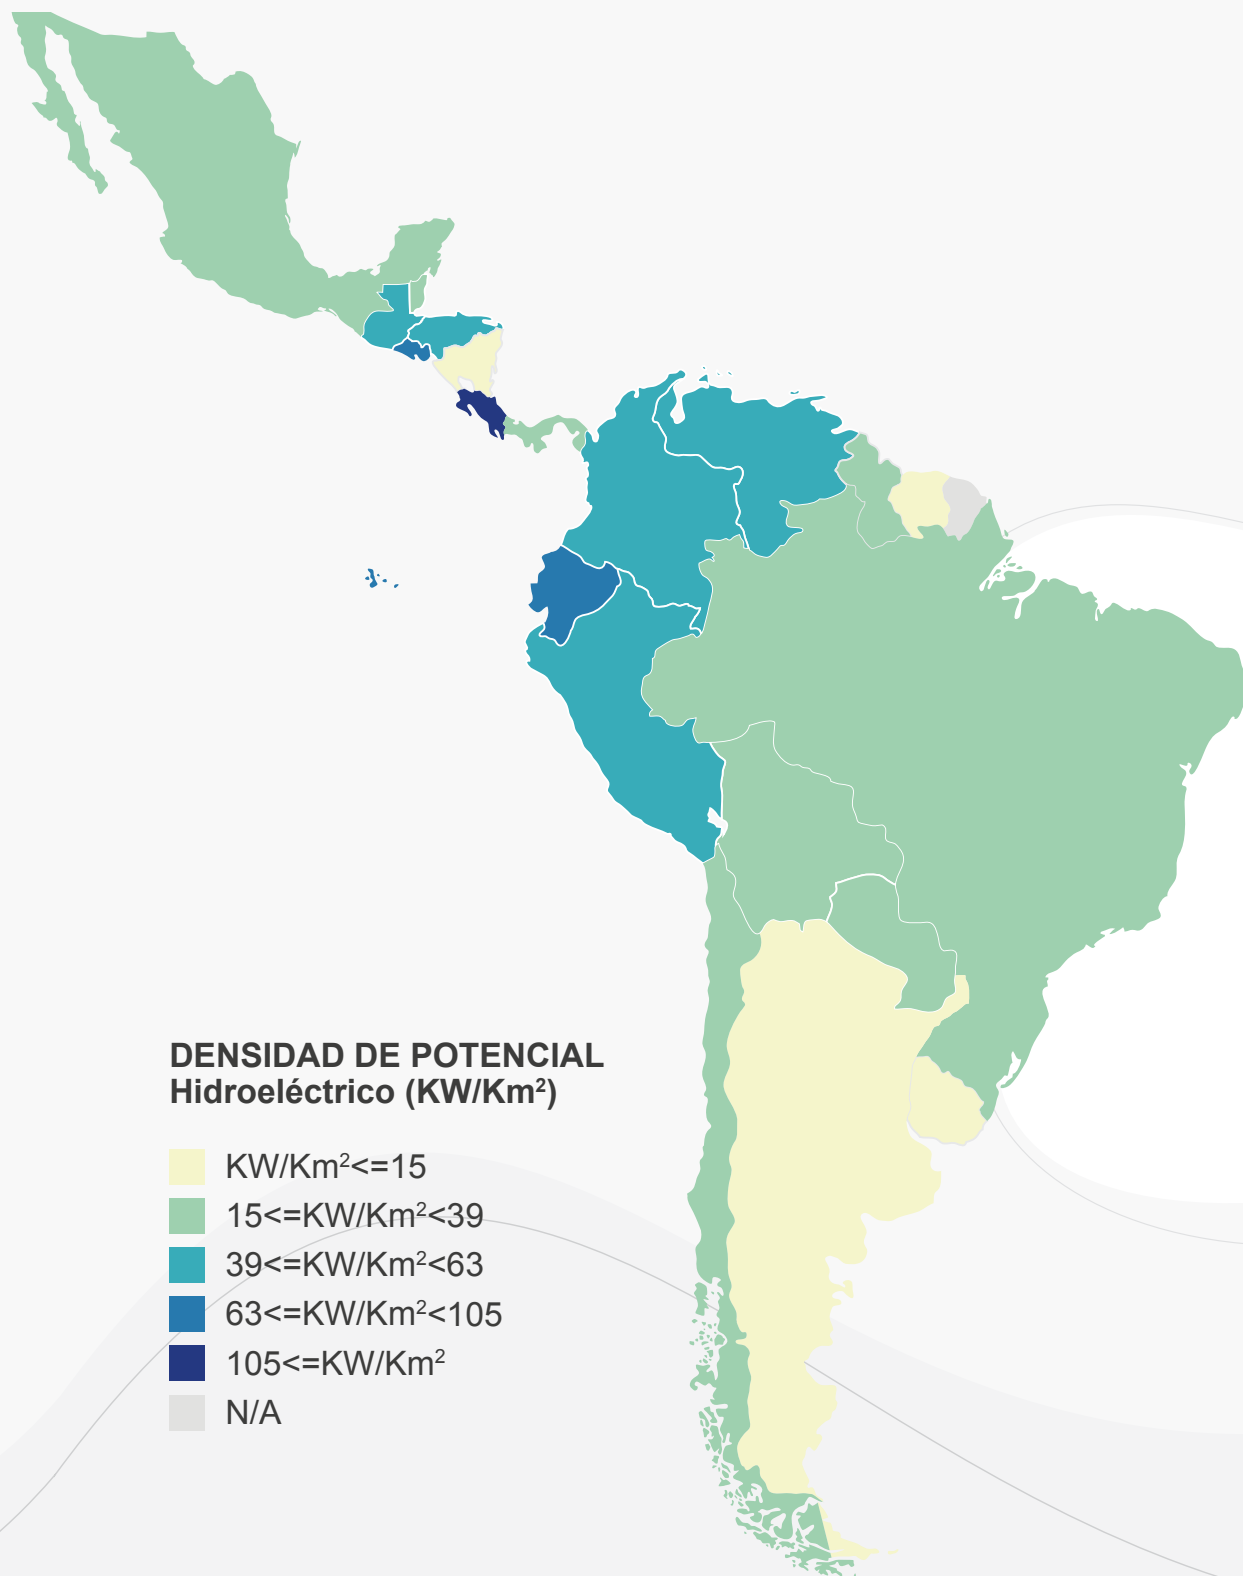 DENSIDAD DE POTENCIAL
Hidroeléctrico (KW/Km²)
KW/Km²<=15
15<=KW/Km²<39
39<=KW/Km²<63
63<=KW/Km²<105
105<=KW/Km²
N/A